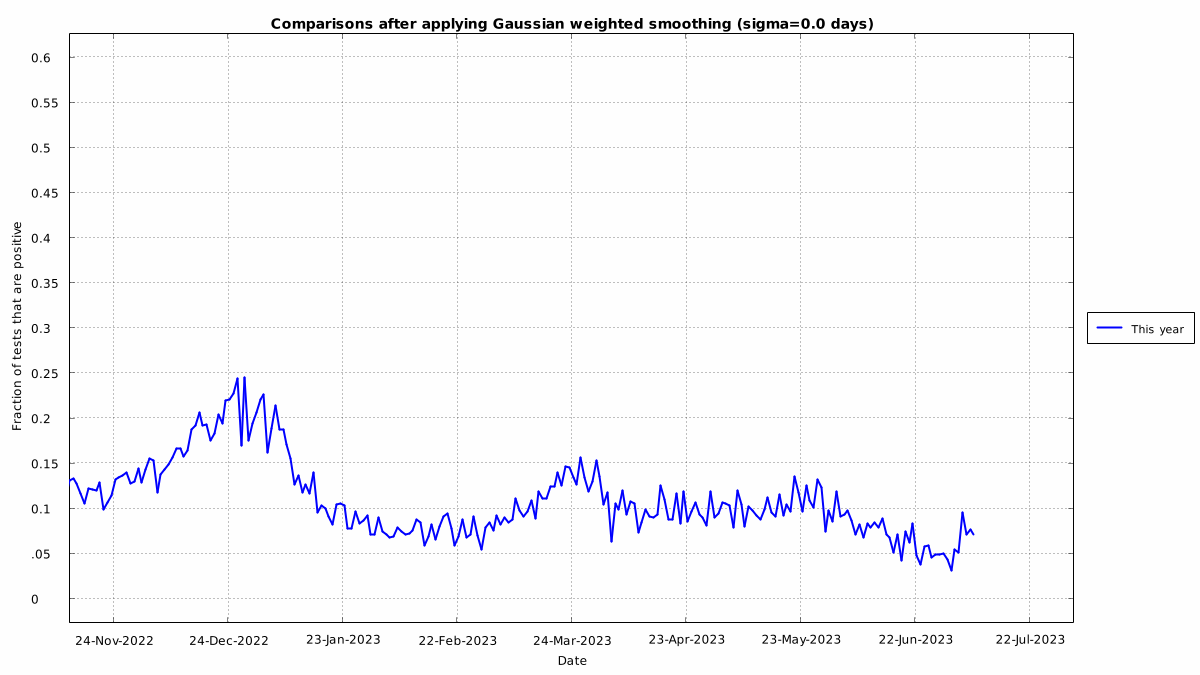 Comparisons after applying Gaussian weighted smoothing (sigma=0.0 days)
0.6
0.55
0.5
0.45
0.4
0.35
0.3
0.25
0.2
0.15
0.1
.05
0
Fraction of tests that are positive
This year
24-Nov-2022 24-Dec-2022 23-Jan-2023 22-Feb-2023 24-Mar-2023 23-Apr-2023 23-May-2023 22-Jun-2023 22-Jul-2023
Date